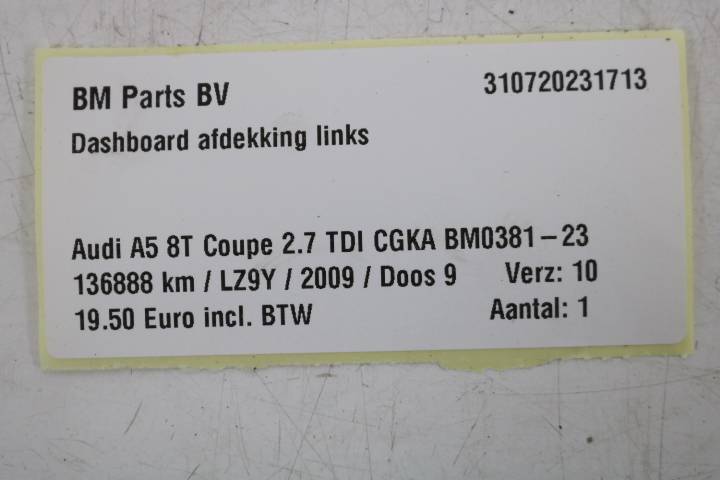 BM Parts BV 310720231713
Dashboard afdekking links
Audi A5 8T Coupe 2.7 TDI CGKA BM0381-23
136888 km / LZ9Y / 2009 / Doos 9 Verz: 10
19.50 Euro incl. BTW Aantal: 1